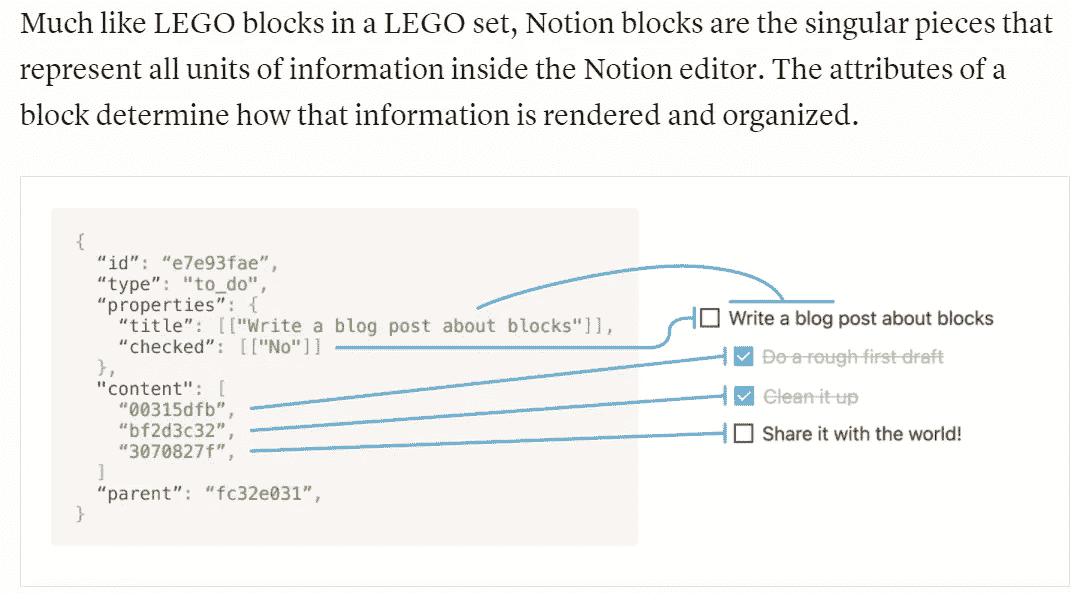 Much like LEGO blocks in a LEGO set, Notion blocks are the singular pieces that
represent all units of information inside the Notion editor. The attributes of a
block determine how that information is rendered and organized.
{
“id”: “e7e93fae”,
“type”: "to_do",
“properties”: {
“title”: [["Write a blog post about blocks"]],
“checked”: [["No"]]
},
"content": [
“00315dfb”,
“bf2d3c32”,
“3070827f”,
]
“parent”: “fc32e031”,
}
Write a blog post about blocks
Do a rough first draft
Clean it up
Share it with the world!